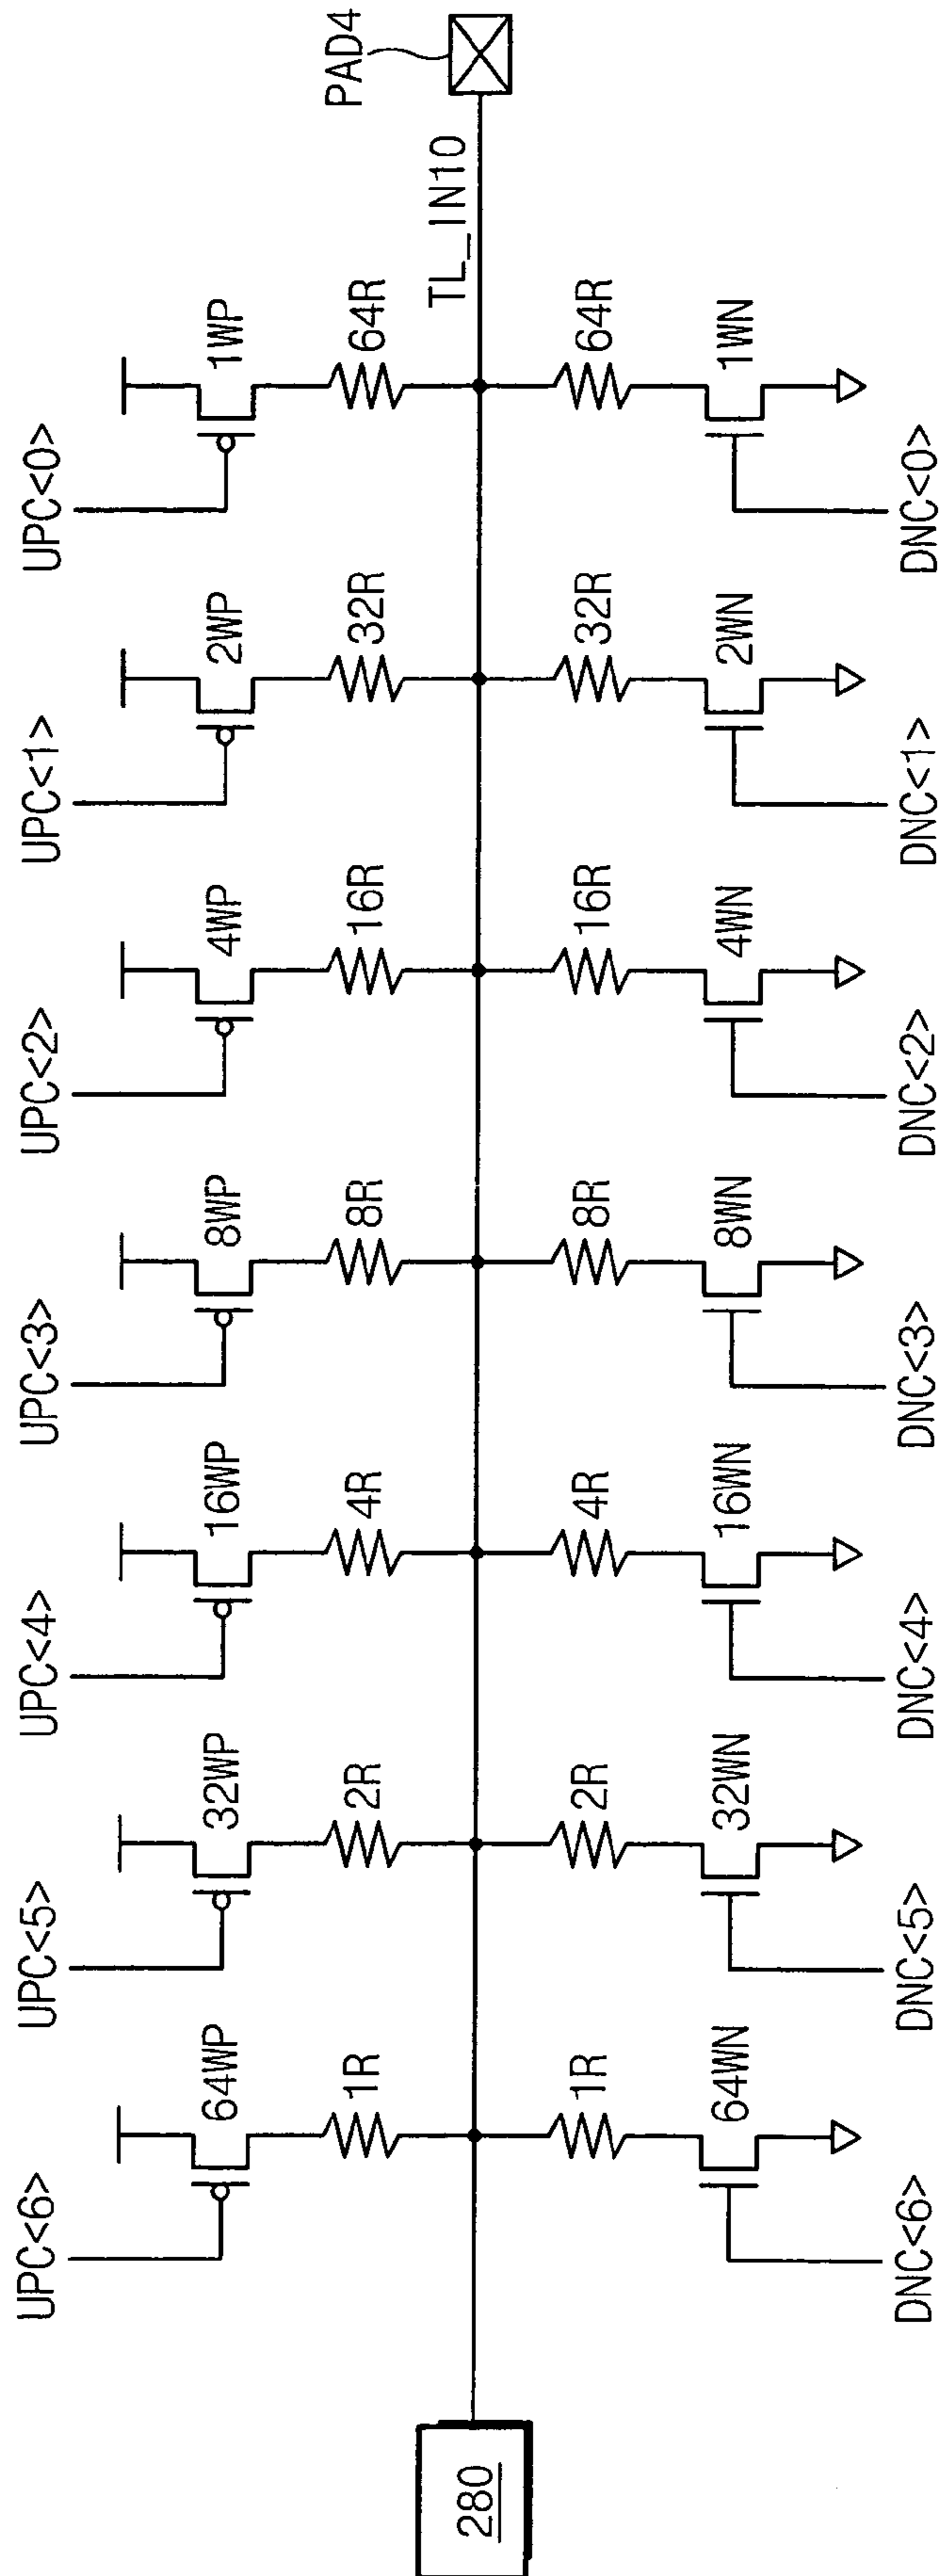 UPC<6> UPC<5> UPC<4> UPC<3> UPC<2> UPC<1> UPC<0>
64WP 32WP 16WP 8WP 4WP 2WP 1WP
PAD4
1R 2R 4R 8R 16R 32R 64R
TL_IN10
280
1R 2R 4R 8R 16R 32R 64R
64WN 32WN 16WN 8WN 4WN 2WN 1WN
DNC<6> DNC<5> DNC<4> DNC<3> DNC<2> DNC<1> DNC<0>